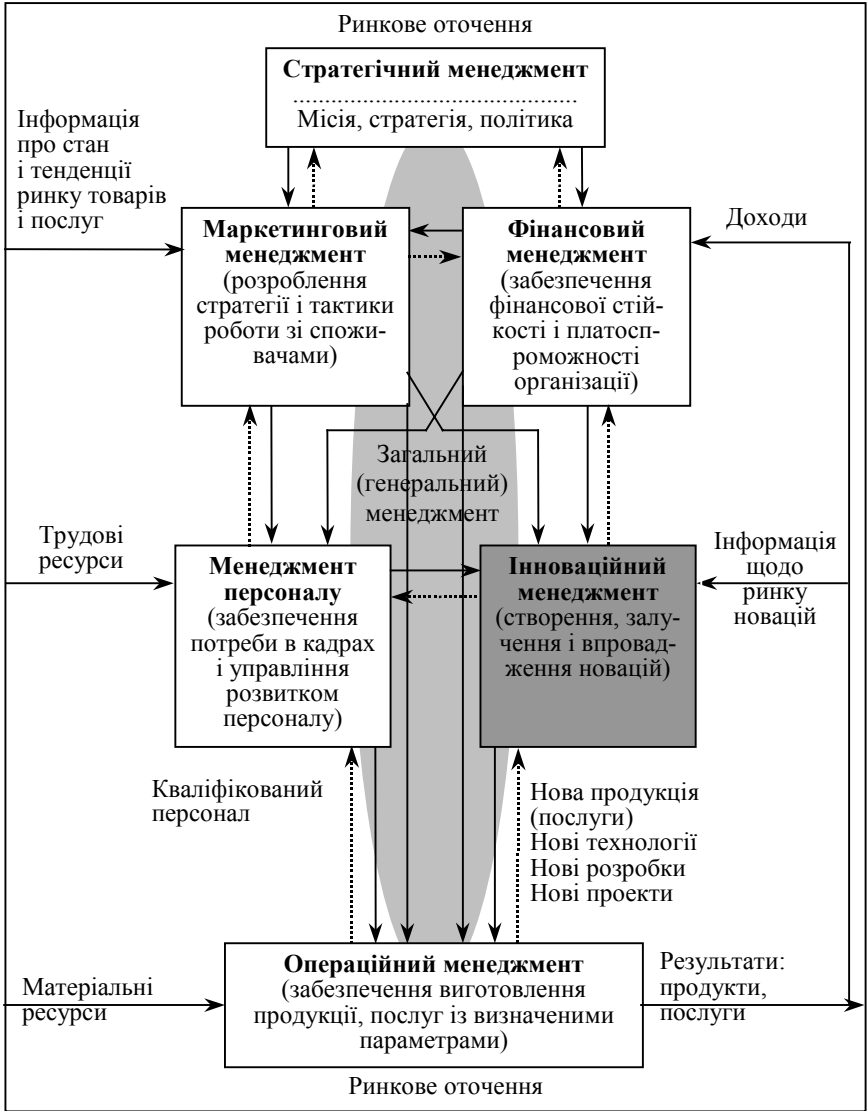 Ринкове оточення
Стратегічний менеджмент
................................................
Місія, стратегія, політика
Інформація
про стан
і тенденції
ринку товарів
і послуг
Маркетинговий
менеджмент
(розроблення
стратегії і тактики
роботи зі спожи-
вачами)
Фінансовий
менеджмент
(забезпечення
фінансової стій-
кості і платосп-
роможності
організації)
Доходи
Загальний
(генеральний)
менеджмент
Трудові
ресурси
Менеджмент
персоналу
(забезпечення
потреби в кадрах
і управління
розвитком
персоналу)
Інноваційний
менеджмент
(створення, залу-
чення і впровад-
ження новацій)
Інформація
щодо
ринку
новацій
Кваліфікований
персонал
Нова продукція
(послуги)
Нові технології
Нові розробки
Нові проекти
Матеріальні
ресурси
Операційний менеджмент
(забезпечення виготовлення
продукції, послуг із визначеними
параметрами)
Результати:
продукти,
послуги
Ринкове оточення